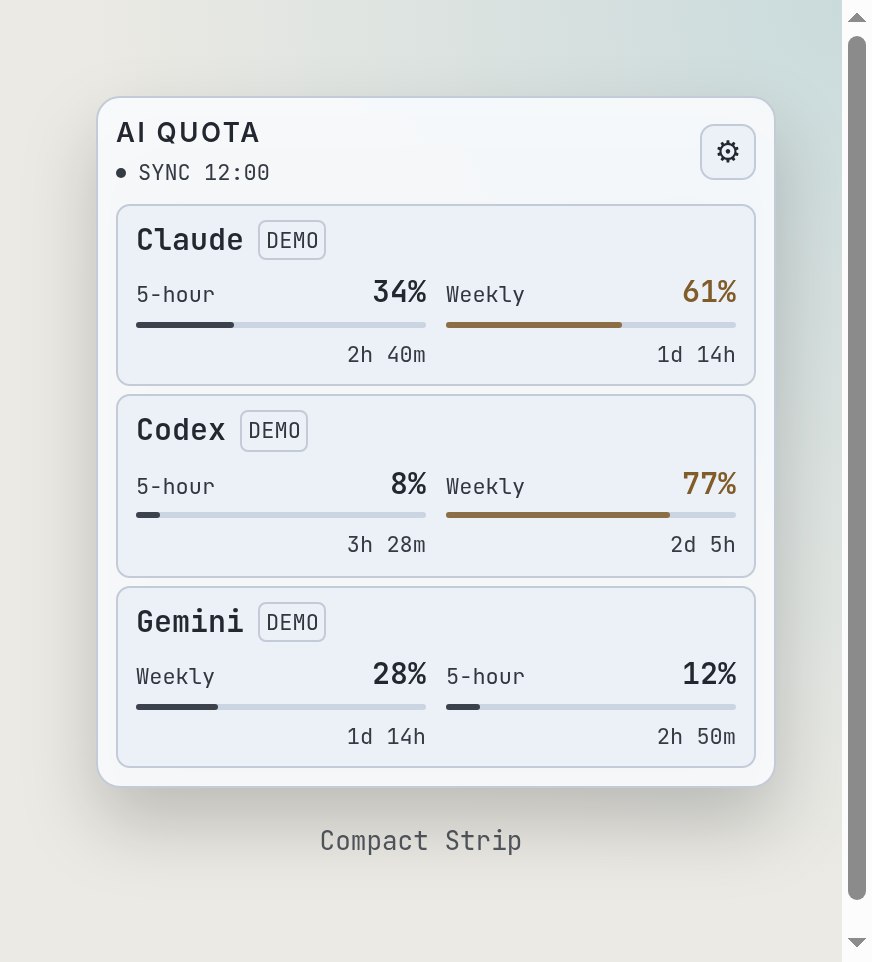 AI QUOTA
SYNC 12:00
Claude DEMO
5-hour 34% Weekly 61%
2h 40m 1d 14h
Codex DEMO
5-hour 8% Weekly 77%
3h 28m 2d 5h
Gemini DEMO
Weekly 28% 5-hour 12%
1d 14h 2h 50m
Compact Strip